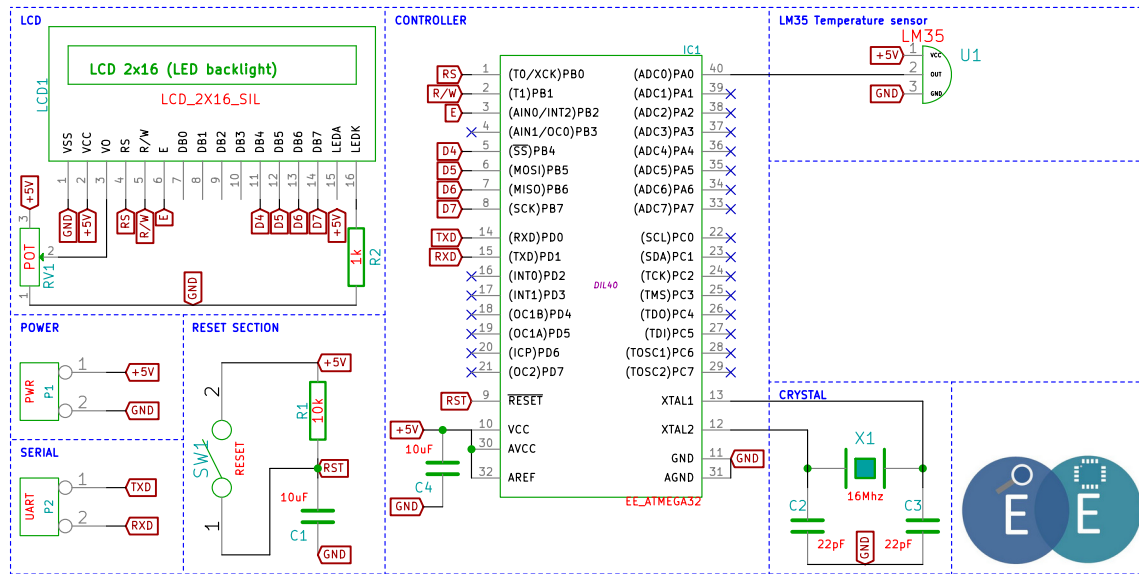 LCD
LCD 2x16 (LED backlight)
LCD1
LCD_2X16_SIL
VSS VCC VO RS R/W E DB0 DB1 DB2 DB3 DB4 DB5 DB6 DB7 LEDA LEDK
1 2 3 4 5 6 7 8 9 10 11 12 13 14 15 16
GND +5V RS R/W E D4 D5 D6 D7 +5V
+5V
3
POT
2
RV1
1
GND
1k
R2
POWER
PWR
P1
1 +5V
2 GND
SERIAL
UART
P2
1 TXD
2 RXD
RESET SECTION
+5V
2
SW1
RESET
1
R1
10k
RST
10uF
C1
GND
CONTROLLER
IC1
RS 1 (T0/XCK)PB0
R/W 2 (T1)PB1
E 3 (AIN0/INT2)PB2
4 (AIN1/OC0)PB3
D4 5 (SS)PB4
D5 6 (MOSI)PB5
D6 7 (MISO)PB6
D7 8 (SCK)PB7
TXD 14 (RXD)PD0
RXD 15 (TXD)PD1
16 (INT0)PD2
17 (INT1)PD3
18 (OC1B)PD4
19 (OC1A)PD5
20 (ICP)PD6
21 (OC2)PD7
RST 9 RESET
+5V 10 VCC
30 AVCC
32 AREF
10uF
C4
GND
DIL40
(ADC0)PA0 40
(ADC1)PA1 39
(ADC2)PA2 38
(ADC3)PA3 37
(ADC4)PA4 36
(ADC5)PA5 35
(ADC6)PA6 34
(ADC7)PA7 33
(SCL)PC0 22
(SDA)PC1 23
(TCK)PC2 24
(TMS)PC3 25
(TDO)PC4 26
(TDI)PC5 27
(TOSC1)PC6 28
(TOSC2)PC7 29
XTAL1 13
XTAL2 12
GND 11
AGND 31
GND
EE_ATMEGA32
LM35 Temperature sensor
LM35
U1
+5V 1 VCC
2 OUT
GND 3 GND
CRYSTAL
X1
16Mhz
C2
22pF
GND
C3
22pF
E E